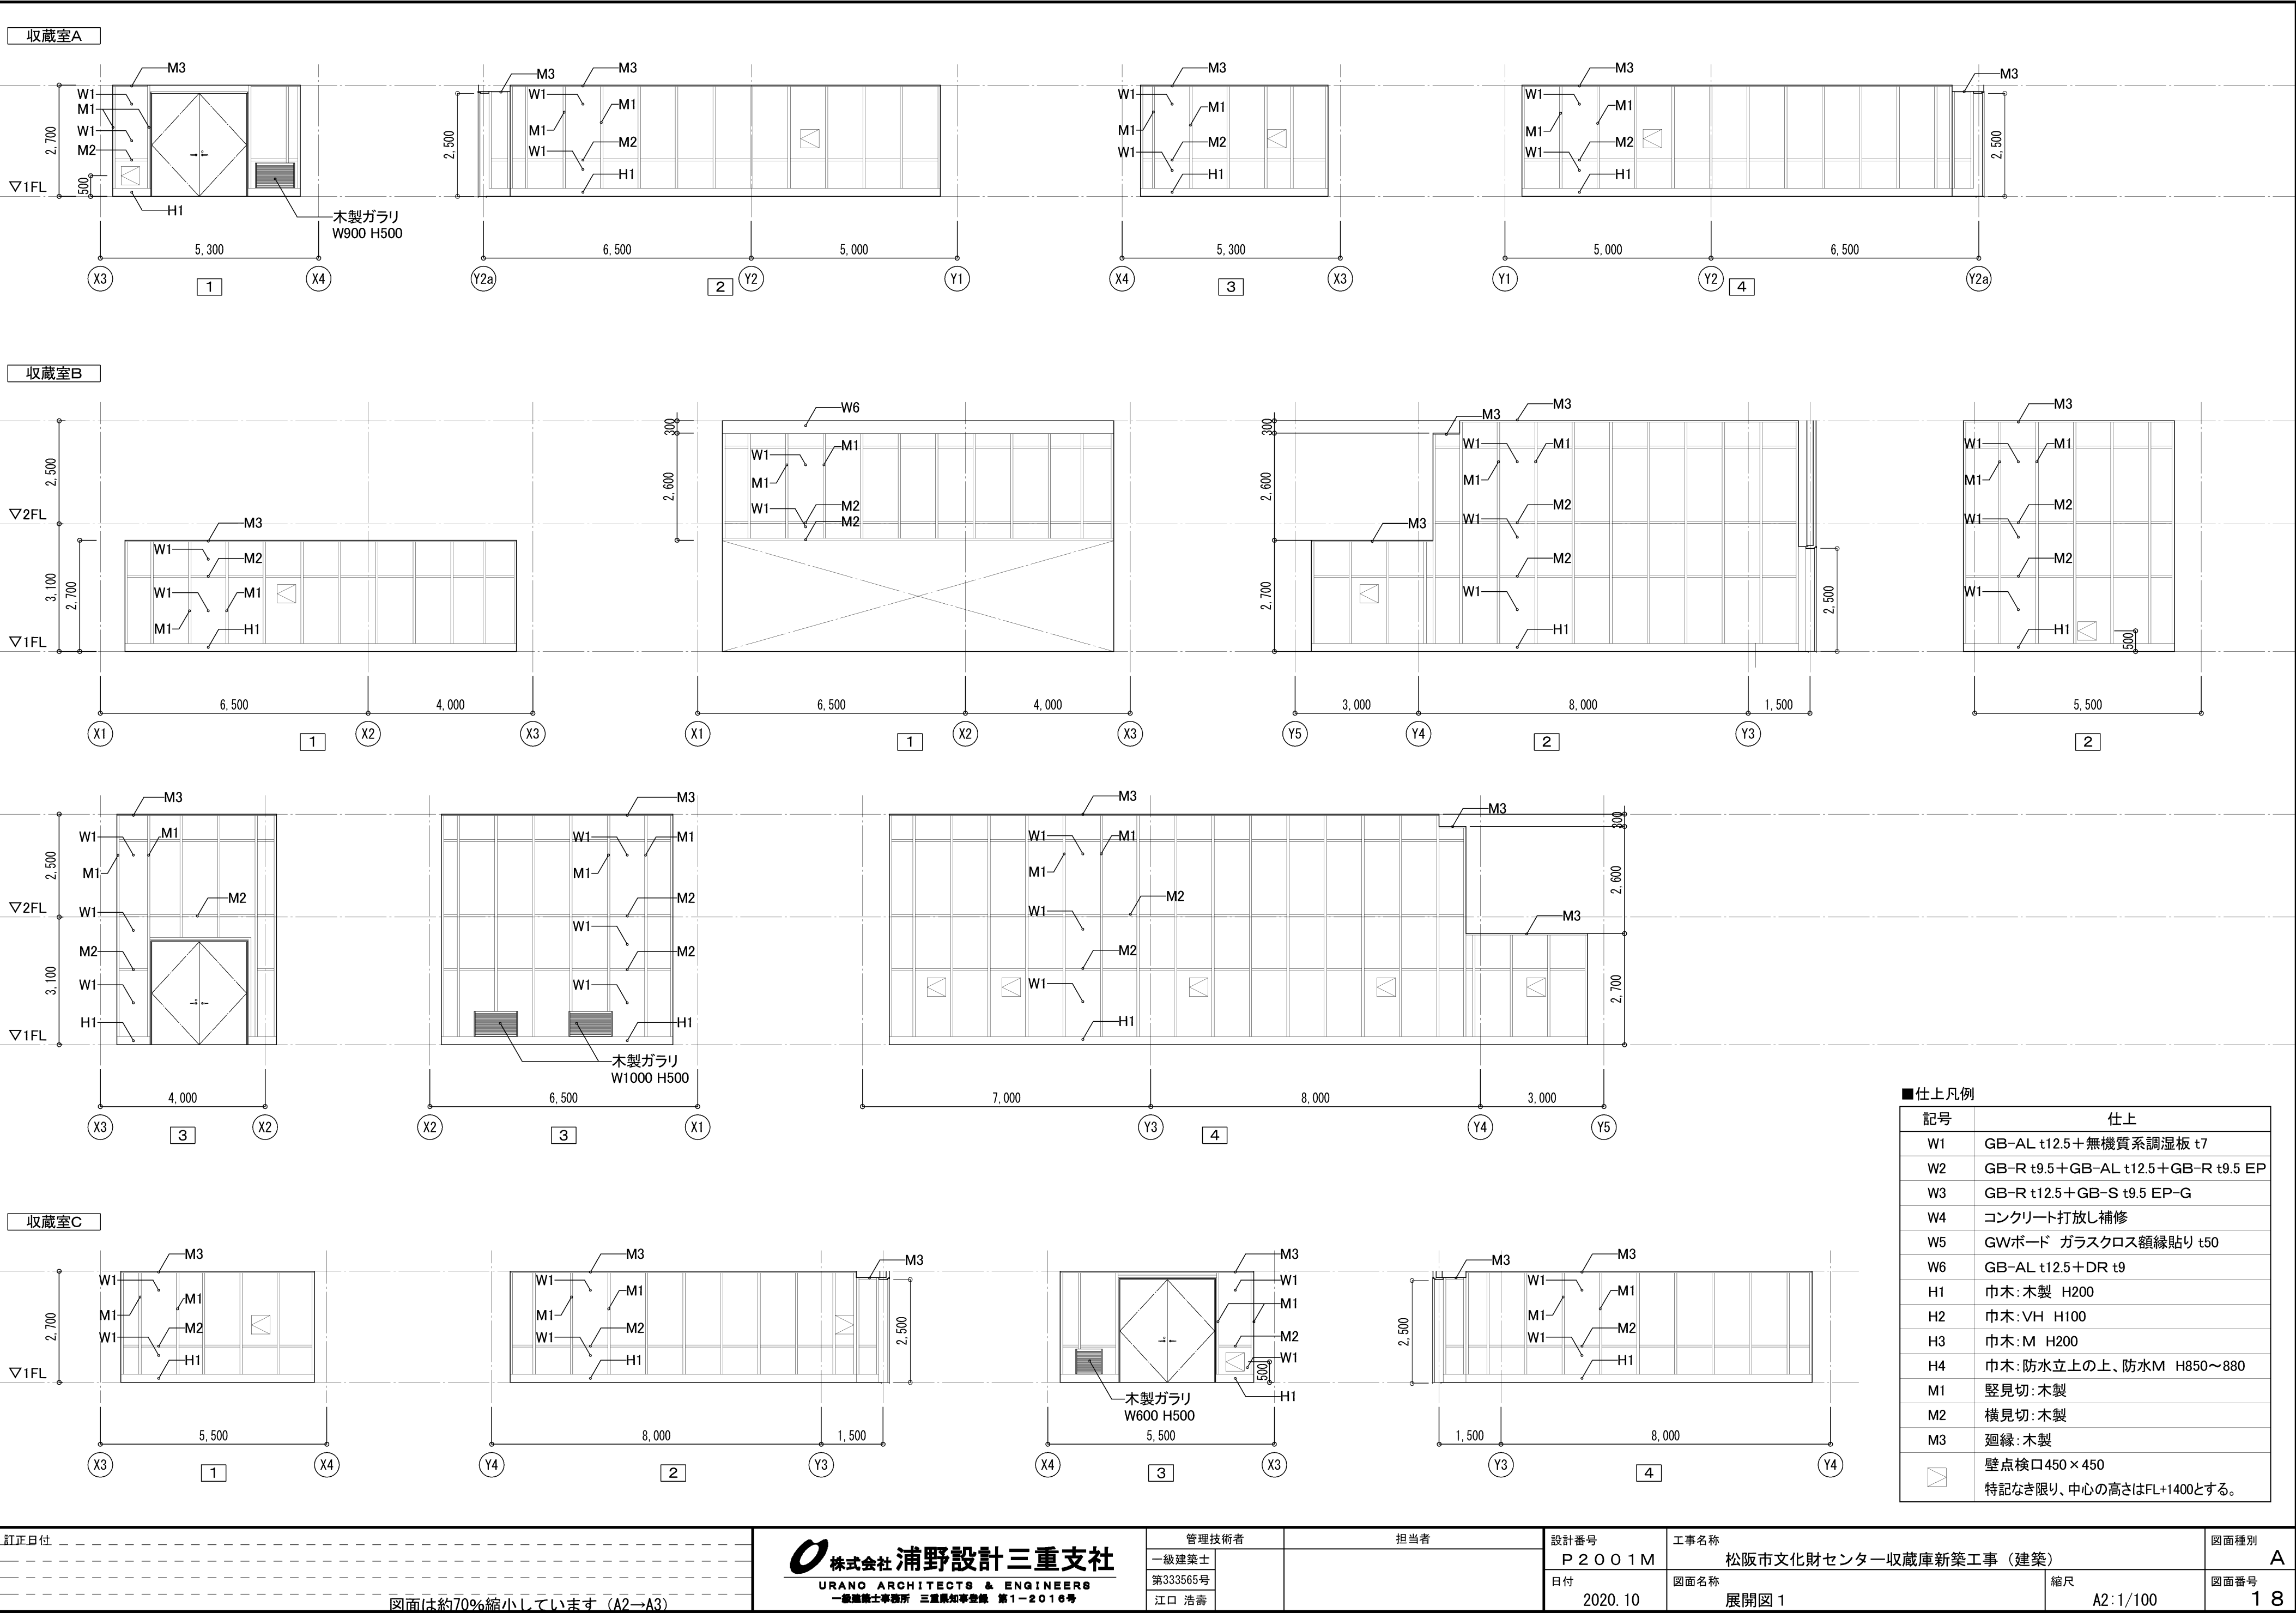 収蔵室A
M3
W1
M1
W1
M2
H1
2,700
500
▽1FL
木製ガラリ
W900 H500
5,300
X3
1
X4
M3
M3
W1
M1
M1
M2
W1
H1
2,500
6,500
5,000
Y2a
2
Y2
Y1
M3
W1
M1
M1
M2
W1
H1
5,300
X4
3
X3
M3
M3
W1
M1
M1
M2
W1
H1
2,500
5,000
6,500
Y1
Y2
4
Y2a
収蔵室B
2,500
▽2FL
3,100
2,700
▽1FL
M3
W1
M2
W1
M1
M1
H1
6,500
4,000
X1
1
X2
X3
W6
300
2,600
M1
W1
M1
W1
M2
M2
6,500
4,000
X1
1
X2
X3
300
2,600
2,700
M3
M3
M3
W1
M1
M1
M2
W1
M2
W1
H1
2,500
3,000
8,000
1,500
Y5
Y4
2
Y3
M3
W1
M1
M1
M2
W1
M2
W1
H1
500
5,500
2
2,500
▽2FL
3,100
▽1FL
M3
W1
M1
M1
M2
W1
M2
W1
H1
4,000
X3
3
X2
M3
W1
M1
M1
M2
W1
M2
W1
H1
木製ガラリ
W1000 H500
6,500
X2
3
X1
M3
M3
W1
M1
M1
M2
W1
M3
M2
W1
H1
300
2,600
2,700
7,000
8,000
3,000
Y3
4
Y4
Y5
収蔵室C
2,700
▽1FL
M3
W1
M1
M1
M2
W1
H1
5,500
X3
1
X4
M3
M3
W1
M1
M1
M2
W1
H1
2,500
8,000
1,500
Y4
2
Y3
M3
W1
M1
M2
W1
H1
500
木製ガラリ
W600 H500
5,500
X4
3
X3
M3
M3
W1
M1
M1
M2
W1
H1
2,500
1,500
8,000
Y3
4
Y4
■仕上凡例
記号 仕上
W1 GB-AL t12.5+無機質系調湿板 t7
W2 GB-R t9.5+GB-AL t12.5+GB-R t9.5 EP
W3 GB-R t12.5+GB-S t9.5 EP-G
W4 コンクリート打放し補修
W5 GWボード ガラスクロス額縁貼り t50
W6 GB-AL t12.5+DR t9
H1 巾木:木製 H200
H2 巾木:VH H100
H3 巾木:M H200
H4 巾木:防水立上の上、防水M H850~880
M1 竪見切:木製
M2 横見切:木製
M3 廻縁:木製
壁点検口450×450
特記なき限り、中心の高さはFL+1400とする。
訂正日付
図面は約70%縮小しています(A2→A3)
株式会社 浦野設計三重支社
URANO ARCHITECTS & ENGINEERS
一級建築士事務所 三重県知事登録 第1-2016号
管理技術者 担当者
一級建築士
第333565号
江口 浩壽
設計番号
P2001M
工事名称
松阪市文化財センター収蔵庫新築工事(建築)
図面種別
A
日付
2020.10
図面名称
展開図1
縮尺
A2:1/100
図面番号
18